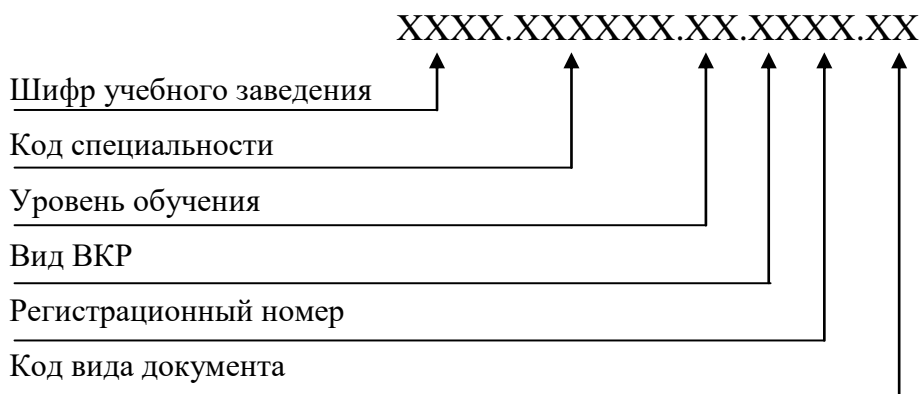 XXXX.XXXXXX.XX.XXXX.XX
Шифр учебного заведения
Код специальности
Уровень обучения
Вид ВКР
Регистрационный номер
Код вида документа